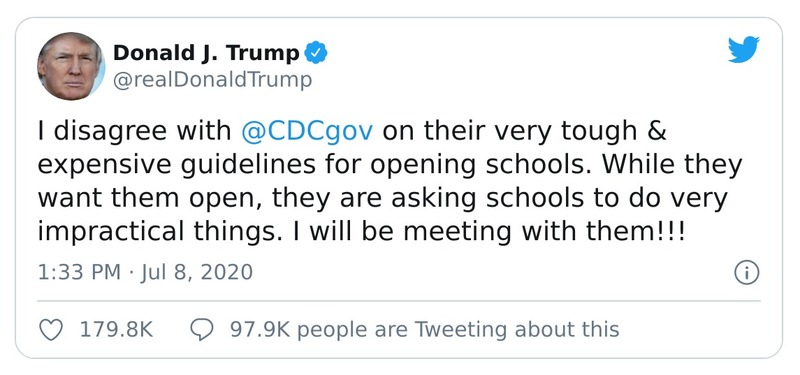 Donald J. Trump
@realDonaldTrump
I disagree with @CDCgov on their very tough &
expensive guidelines for opening schools. While they
want them open, they are asking schools to do very
impractical things. I will be meeting with them!!!
1:33 PM · Jul 8, 2020
179.8K 97.9K people are Tweeting about this